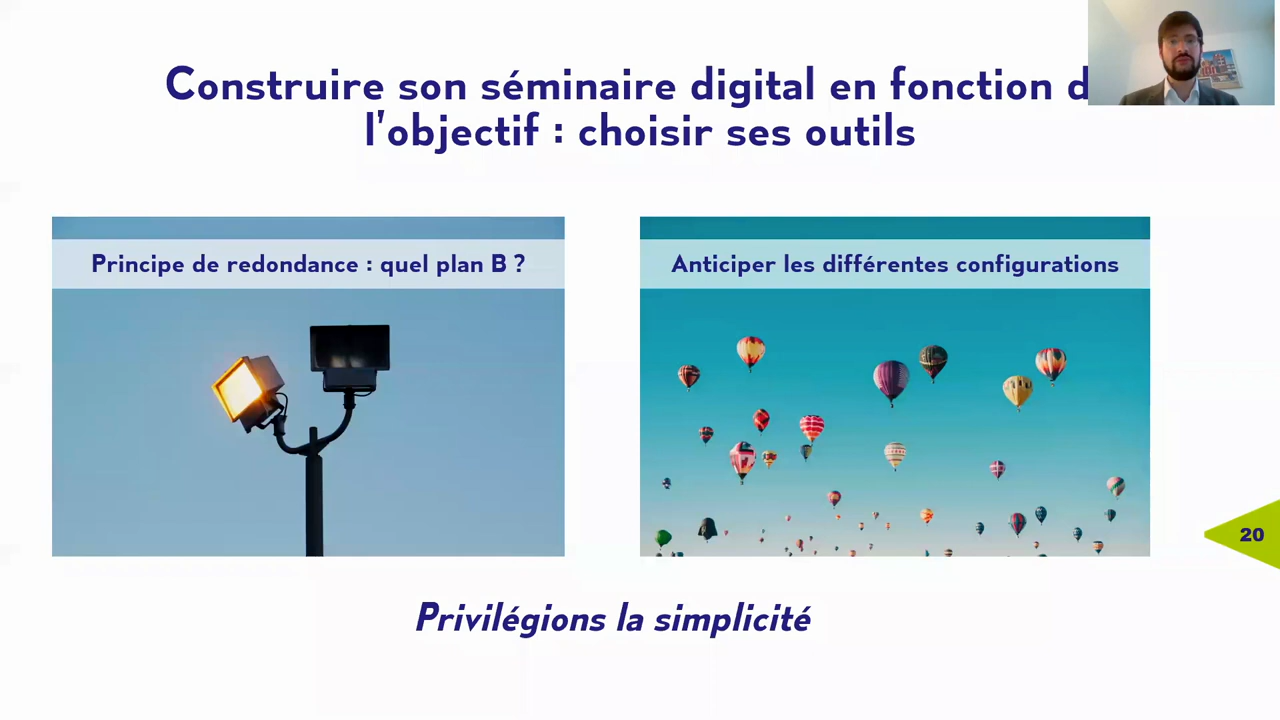 Construire son séminaire digital en fonction d
l'objectif : choisir ses outils
Principe de redondance : quel plan B ?
Anticiper les différentes configurations
20
Privilégions la simplicité